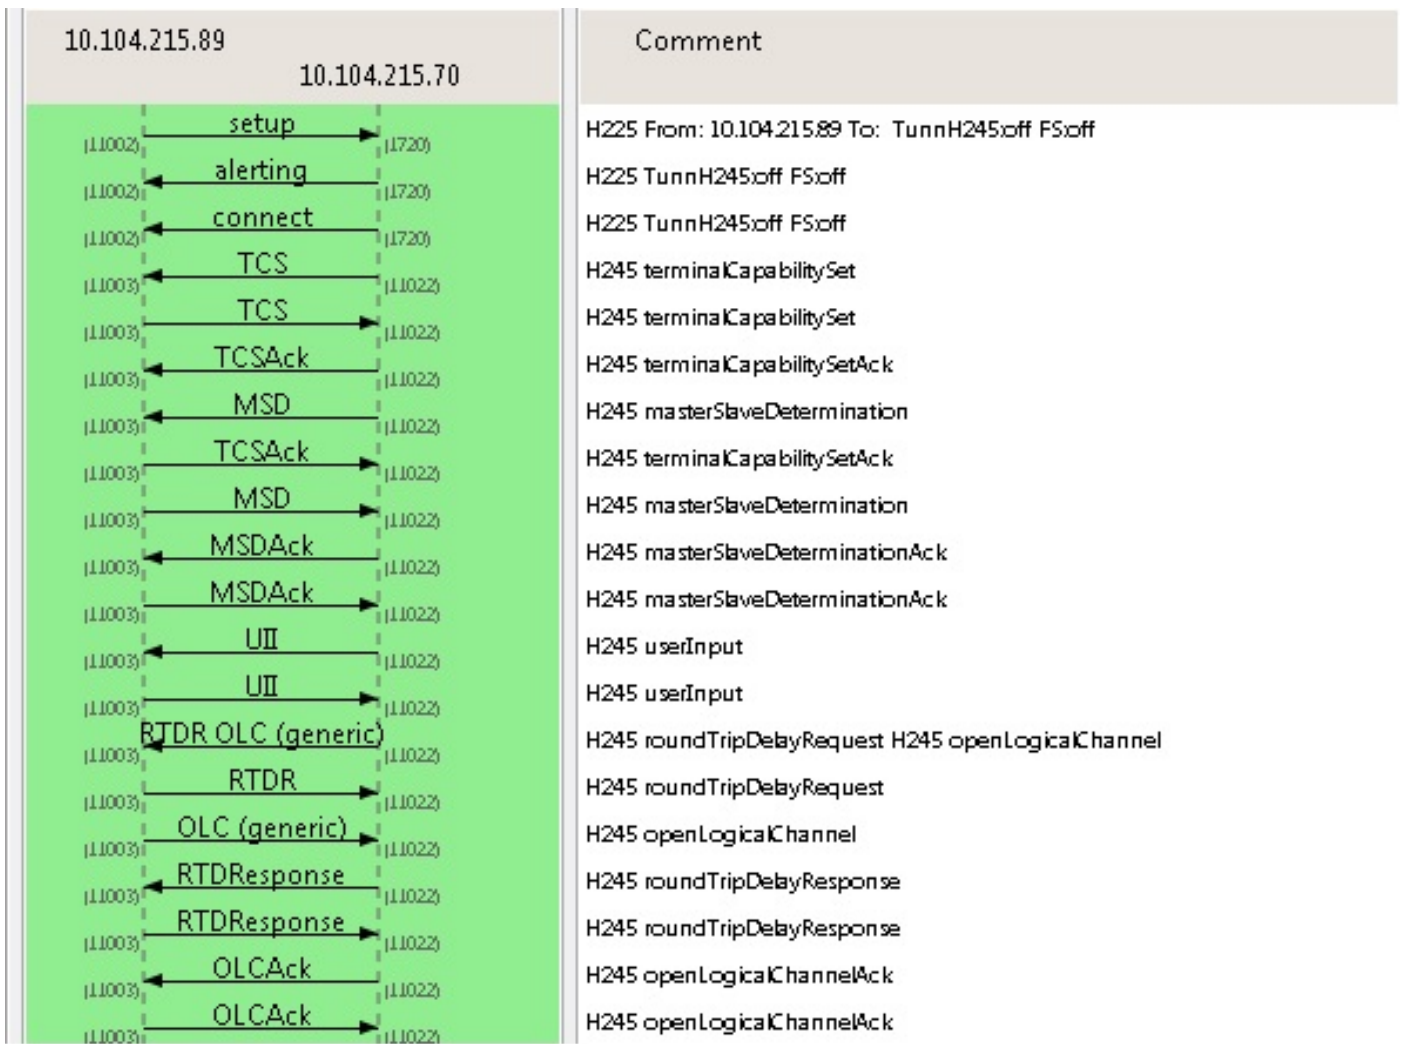 10.104.215.89
10.104.215.70
Comment
setup
(11002) (1720)
H225 From: 10.104.215.89 To: TunnH245:off FS:off
alerting
(11002) (1720)
H225 TunnH245:off FS:off
connect
(11002) (1720)
H225 TunnH245:off FS:off
TCS
(11003) (11022)
H245 terminalCapabilitySet
TCS
(11003) (11022)
H245 terminalCapabilitySet
TCSAck
(11003) (11022)
H245 terminalCapabilitySetAck
MSD
(11003) (11022)
H245 masterSlaveDetermination
TCSAck
(11003) (11022)
H245 terminalCapabilitySetAck
MSD
(11003) (11022)
H245 masterSlaveDetermination
MSDAck
(11003) (11022)
H245 masterSlaveDeterminationAck
MSDAck
(11003) (11022)
H245 masterSlaveDeterminationAck
UII
(11003) (11022)
H245 userInput
UII
(11003) (11022)
H245 userInput
RTDR OLC (generic)
(11003) (11022)
H245 roundTripDelayRequest H245 openLogicalChannel
RTDR
(11003) (11022)
H245 roundTripDelayRequest
OLC (generic)
(11003) (11022)
H245 openLogicalChannel
RTDResponse
(11003) (11022)
H245 roundTripDelayResponse
RTDResponse
(11003) (11022)
H245 roundTripDelayResponse
OLCAck
(11003) (11022)
H245 openLogicalChannelAck
OLCAck
(11003) (11022)
H245 openLogicalChannelAck